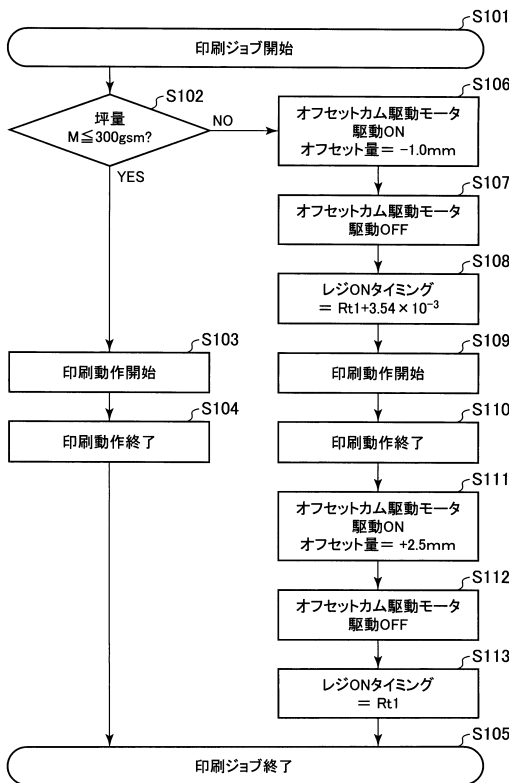 S101
印刷ジョブ開始
S102
坪量
M≦300gsm?
NO
YES
S103
印刷動作開始
S104
印刷動作終了
S106
オフセットカム駆動モータ
駆動ON
オフセット量= -1.0mm
S107
オフセットカム駆動モータ
駆動OFF
S108
レジONタイミング
= Rt1+3.54×10⁻³
S109
印刷動作開始
S110
印刷動作終了
S111
オフセットカム駆動モータ
駆動ON
オフセット量= +2.5mm
S112
オフセットカム駆動モータ
駆動OFF
S113
レジONタイミング
= Rt1
S105
印刷ジョブ終了